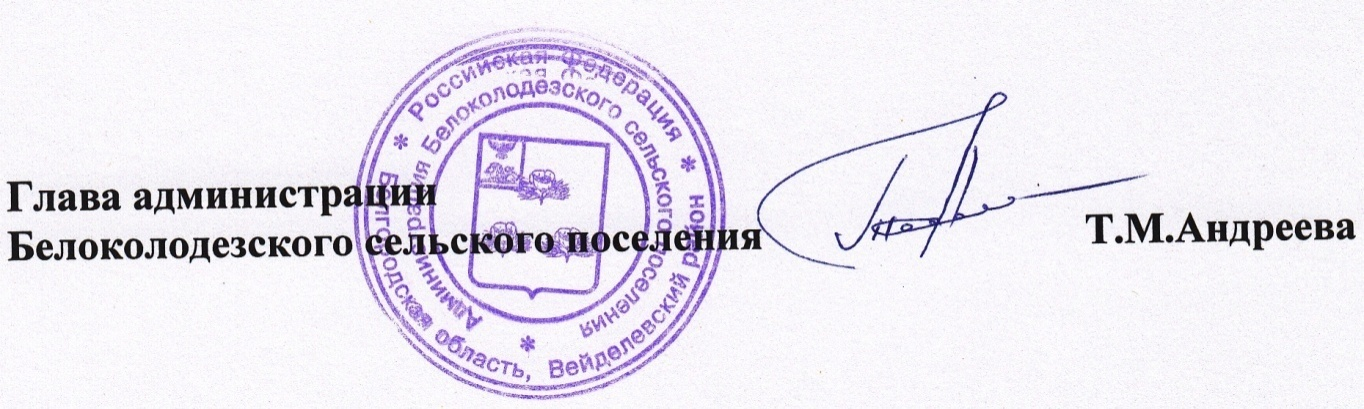 Глава администрации
Белоколодезского сельского поселения
Т.М.Андреева
* Российская Федерация *
Белгородская область, Вейделевский район
Администрация Белоколодезского сельского поселения
*